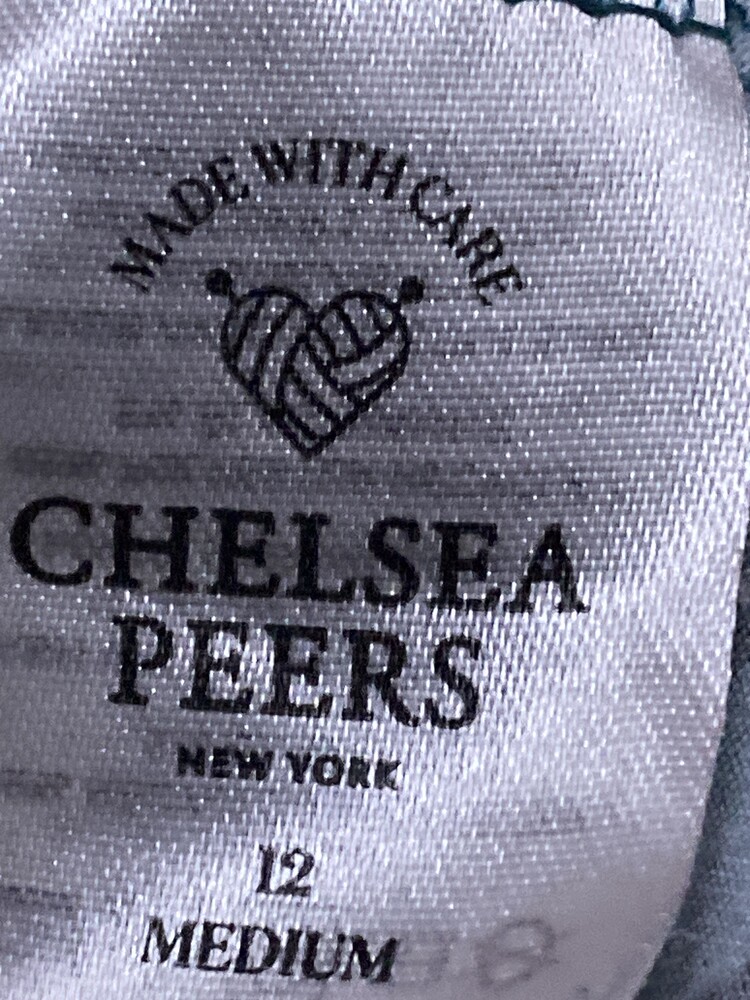 MADE WITH CARE
CHELSEA
PEERS
NEW YORK
12
MEDIUM